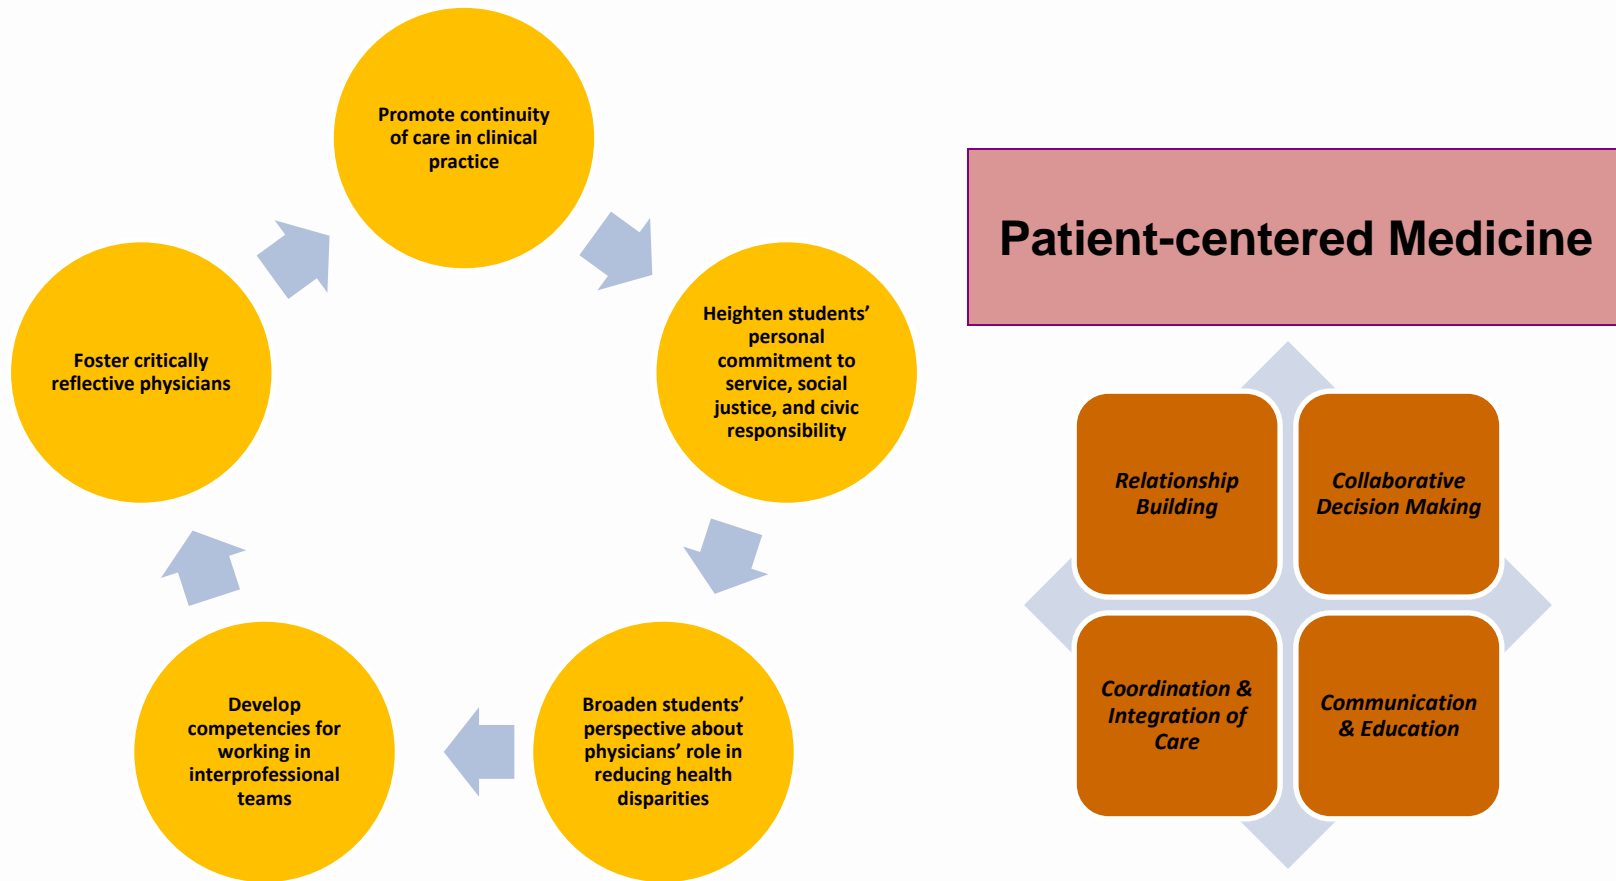 Promote continuity
of care in clinical
practice
Heighten students’
personal
commitment to
service, social
justice, and civic
responsibility
Broaden students’
perspective about
physicians’ role in
reducing health
disparities
Develop
competencies for
working in
interprofessional
teams
Foster critically
reflective physicians
Patient-centered Medicine
Relationship
Building
Collaborative
Decision Making
Coordination &
Integration of
Care
Communication
& Education